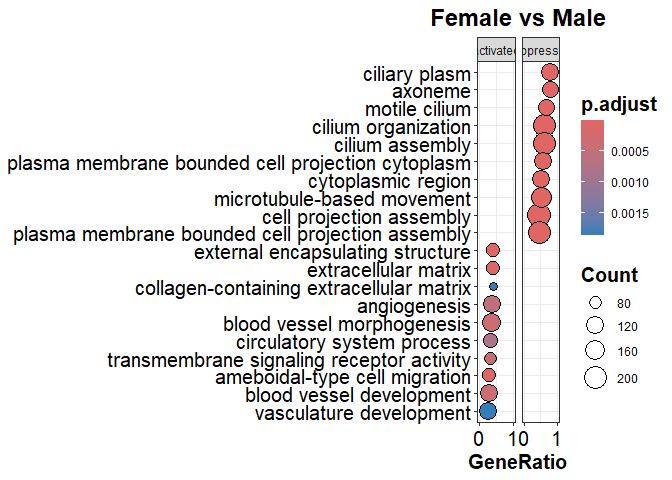 Female vs Male
ctivated
ppress
ciliary plasm
axoneme
motile cilium
cilium organization
cilium assembly
plasma membrane bounded cell projection cytoplasm
cytoplasmic region
microtubule-based movement
cell projection assembly
plasma membrane bounded cell projection assembly
external encapsulating structure
extracellular matrix
collagen-containing extracellular matrix
angiogenesis
blood vessel morphogenesis
circulatory system process
transmembrane signaling receptor activity
ameboidal-type cell migration
blood vessel development
vasculature development
0 1 0 1
GeneRatio
p.adjust
0.0005
0.0010
0.0015
Count
80
120
160
200